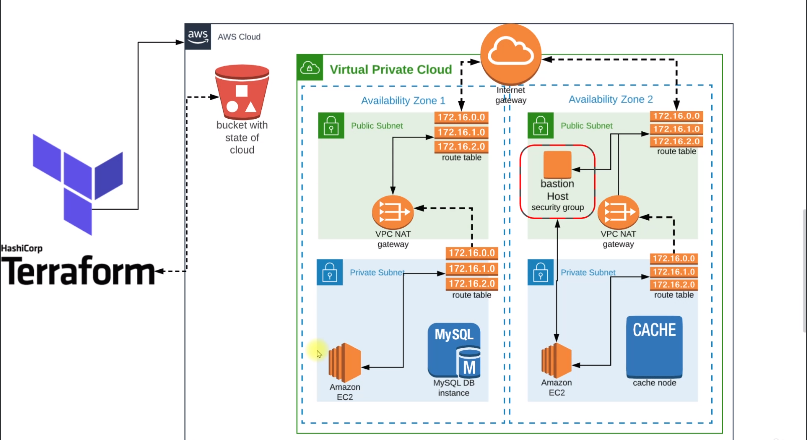 aws
AWS Cloud
bucket with
state of
cloud
HashiCorp
Terraform
Virtual Private Cloud
Internet
gateway
Availability Zone 1
Public Subnet
172.16.0.0
172.16.1.0
172.16.2.0
route table
VPC NAT
gateway
Private Subnet
172.16.0.0
172.16.1.0
172.16.2.0
route table
Amazon
EC2
MySQL
M
MySQL DB
instance
Availability Zone 2
Public Subnet
172.16.0.0
172.16.1.0
172.16.2.0
route table
bastion
Host
security group
VPC NAT
gateway
Private Subnet
172.16.0.0
172.16.1.0
172.16.2.0
route table
Amazon
EC2
CACHE
cache node